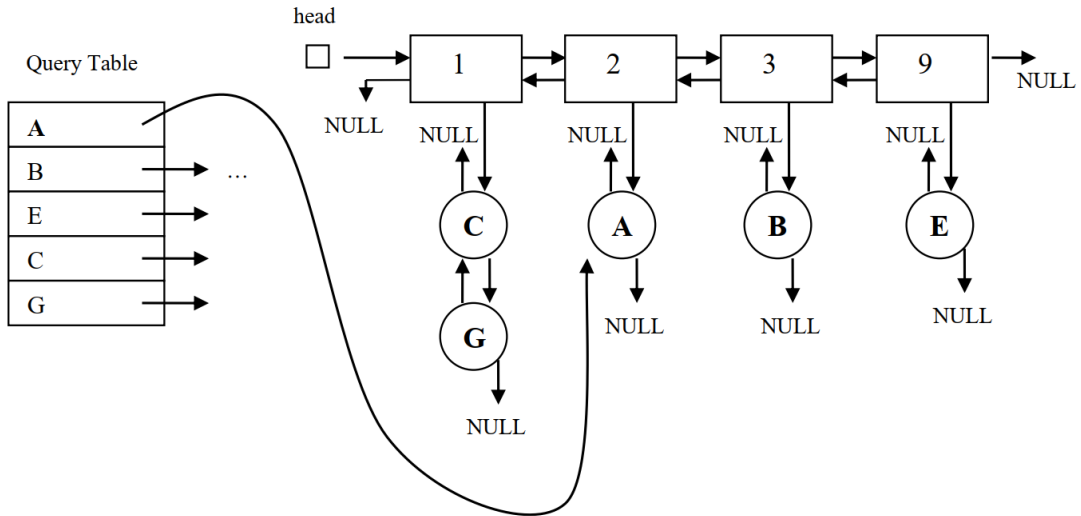 head
Query Table
1 2 3 9
NULL
NULL NULL NULL NULL NULL
A
B ...
E
C
G
C A B E
G
NULL NULL NULL
NULL